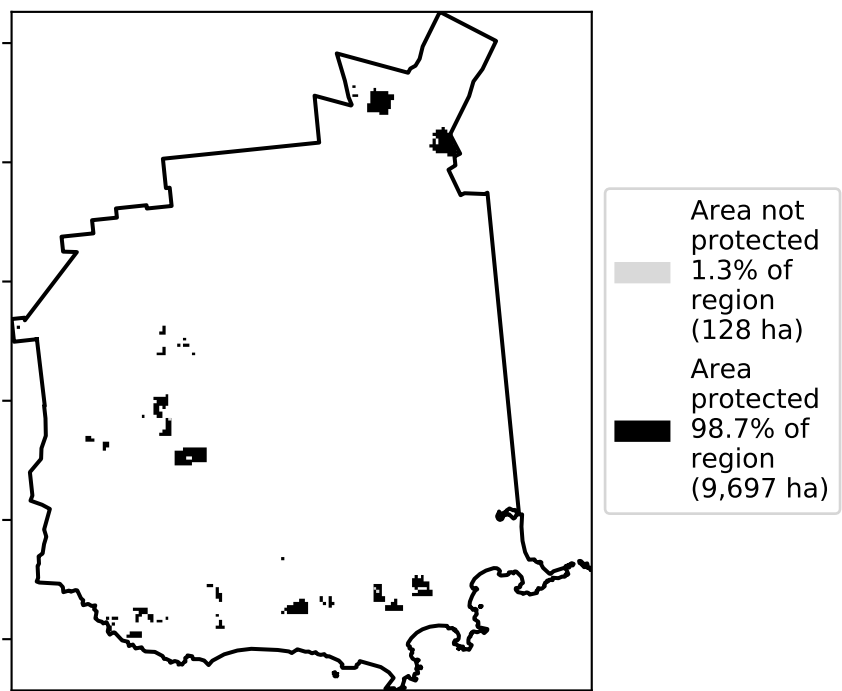 Area not
protected
1.3% of
region
(128 ha)
Area
protected
98.7% of
region
(9,697 ha)